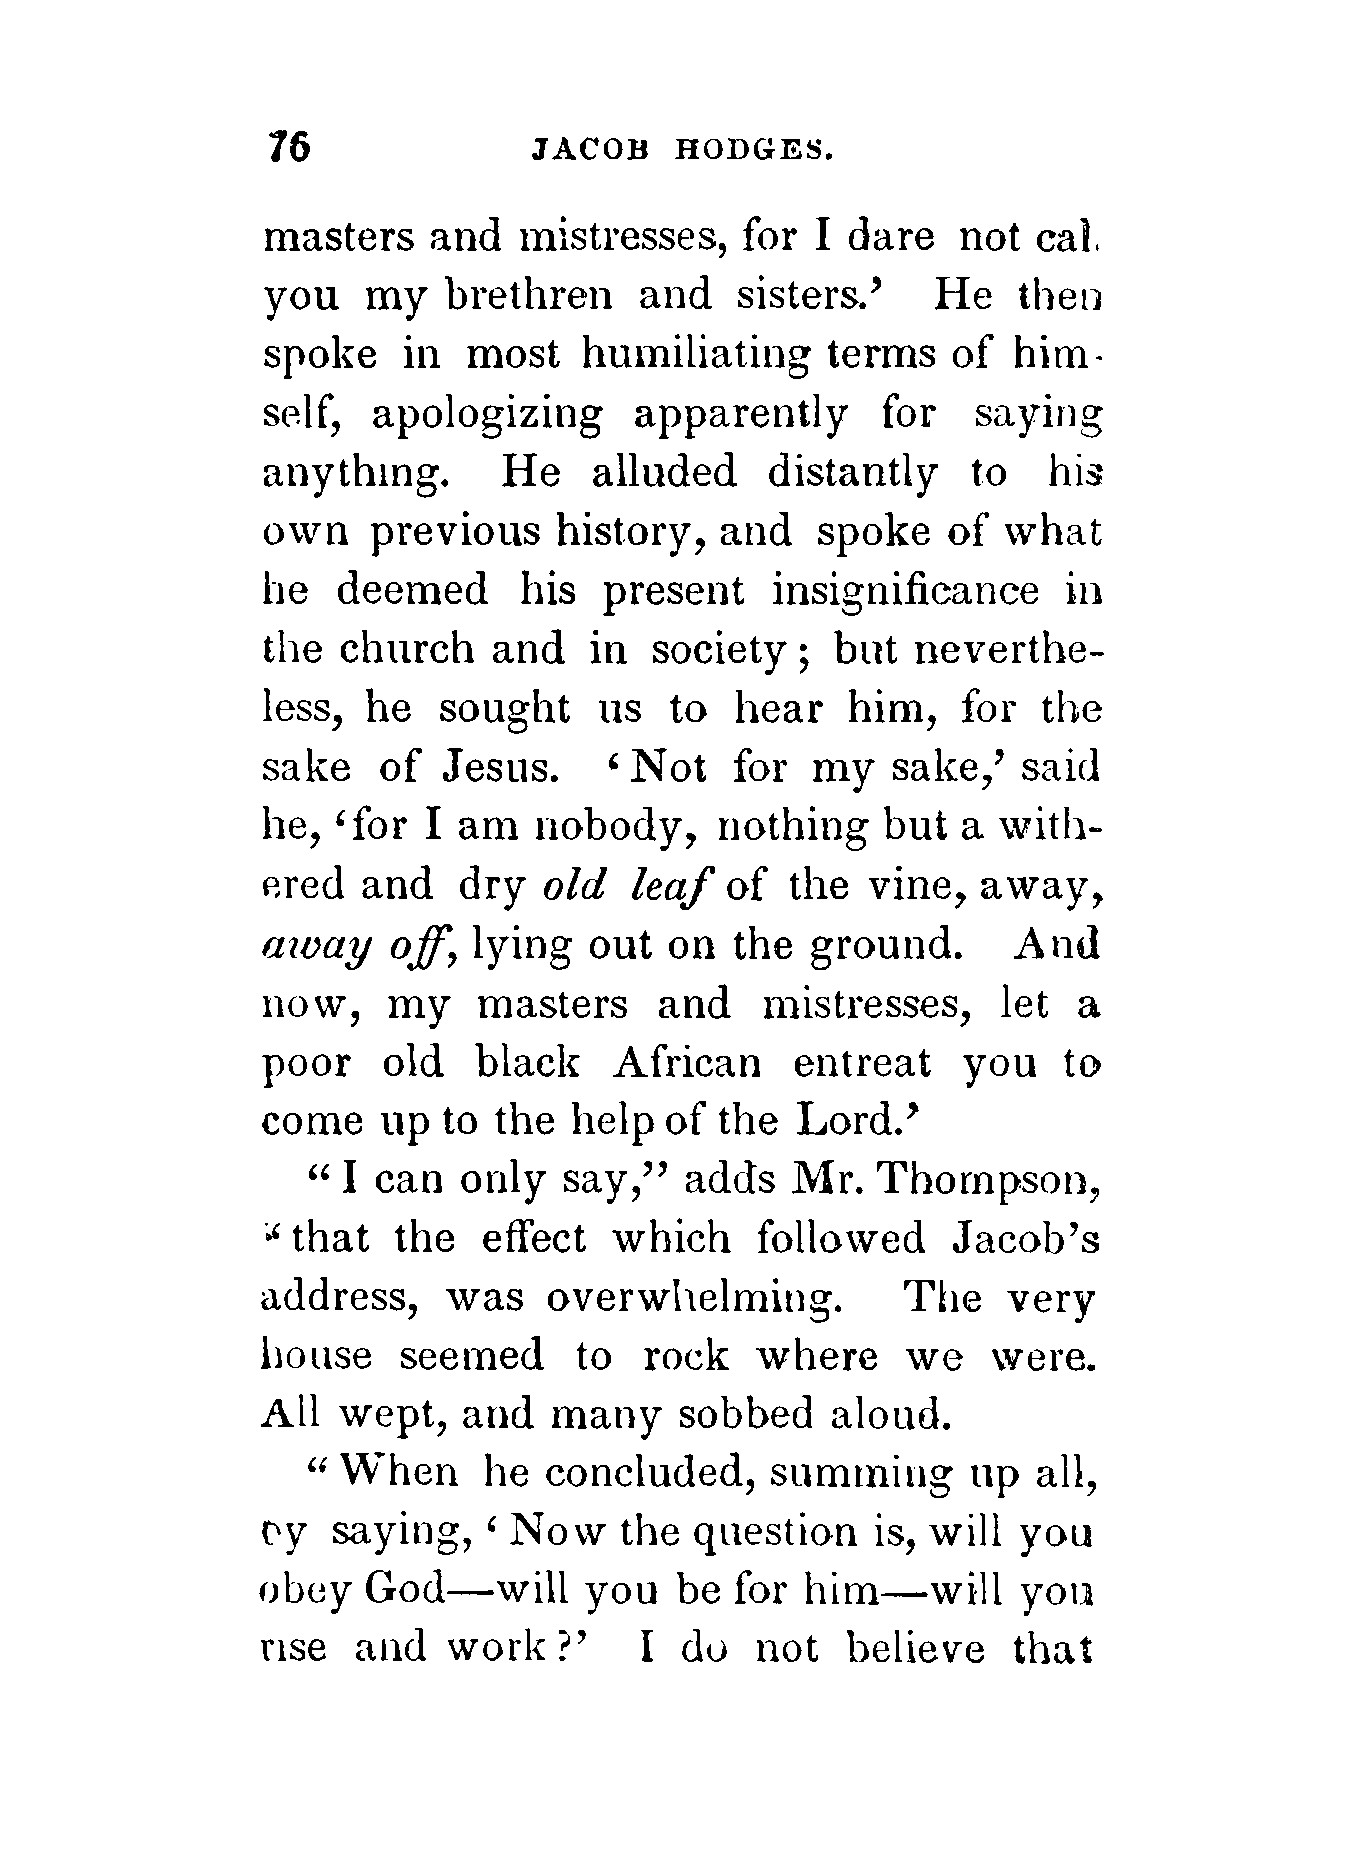 76 JACOB HODGES.
masters and mistresses, for I dare not cal.
you my brethren and sisters.’ He then
spoke in most humiliating terms of him-
self, apologizing apparently for saying
anything. He alluded distantly to his
own previous history, and spoke of what
he deemed his present insignificance in
the church and in society; but neverthe-
less, he sought us to hear him, for the
sake of Jesus. ‘Not for my sake,’ said
he, ‘for I am nobody, nothing but a with-
ered and dry old leaf of the vine, away,
away off, lying out on the ground. And
now, my masters and mistresses, let a
poor old black African entreat you to
come up to the help of the Lord.’
“I can only say,” adds Mr. Thompson,
“that the effect which followed Jacob’s
address, was overwhelming. The very
house seemed to rock where we were.
All wept, and many sobbed aloud.
“When he concluded, summing up all,
by saying, ‘Now the question is, will you
obey God—will you be for him—will you
rise and work?’ I do not believe that